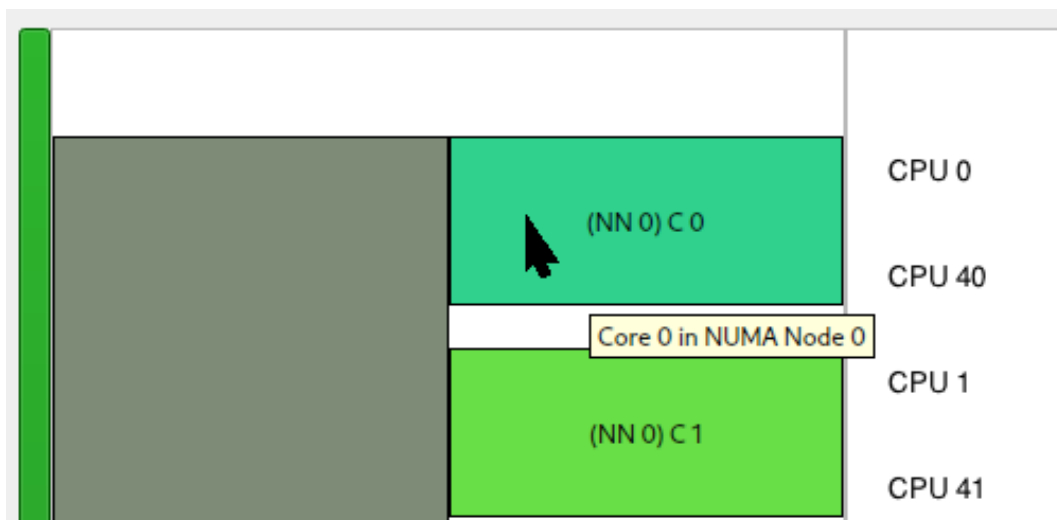 CPU 0
(NN 0) C 0
CPU 40
Core 0 in NUMA Node 0
CPU 1
(NN 0) C 1
CPU 41